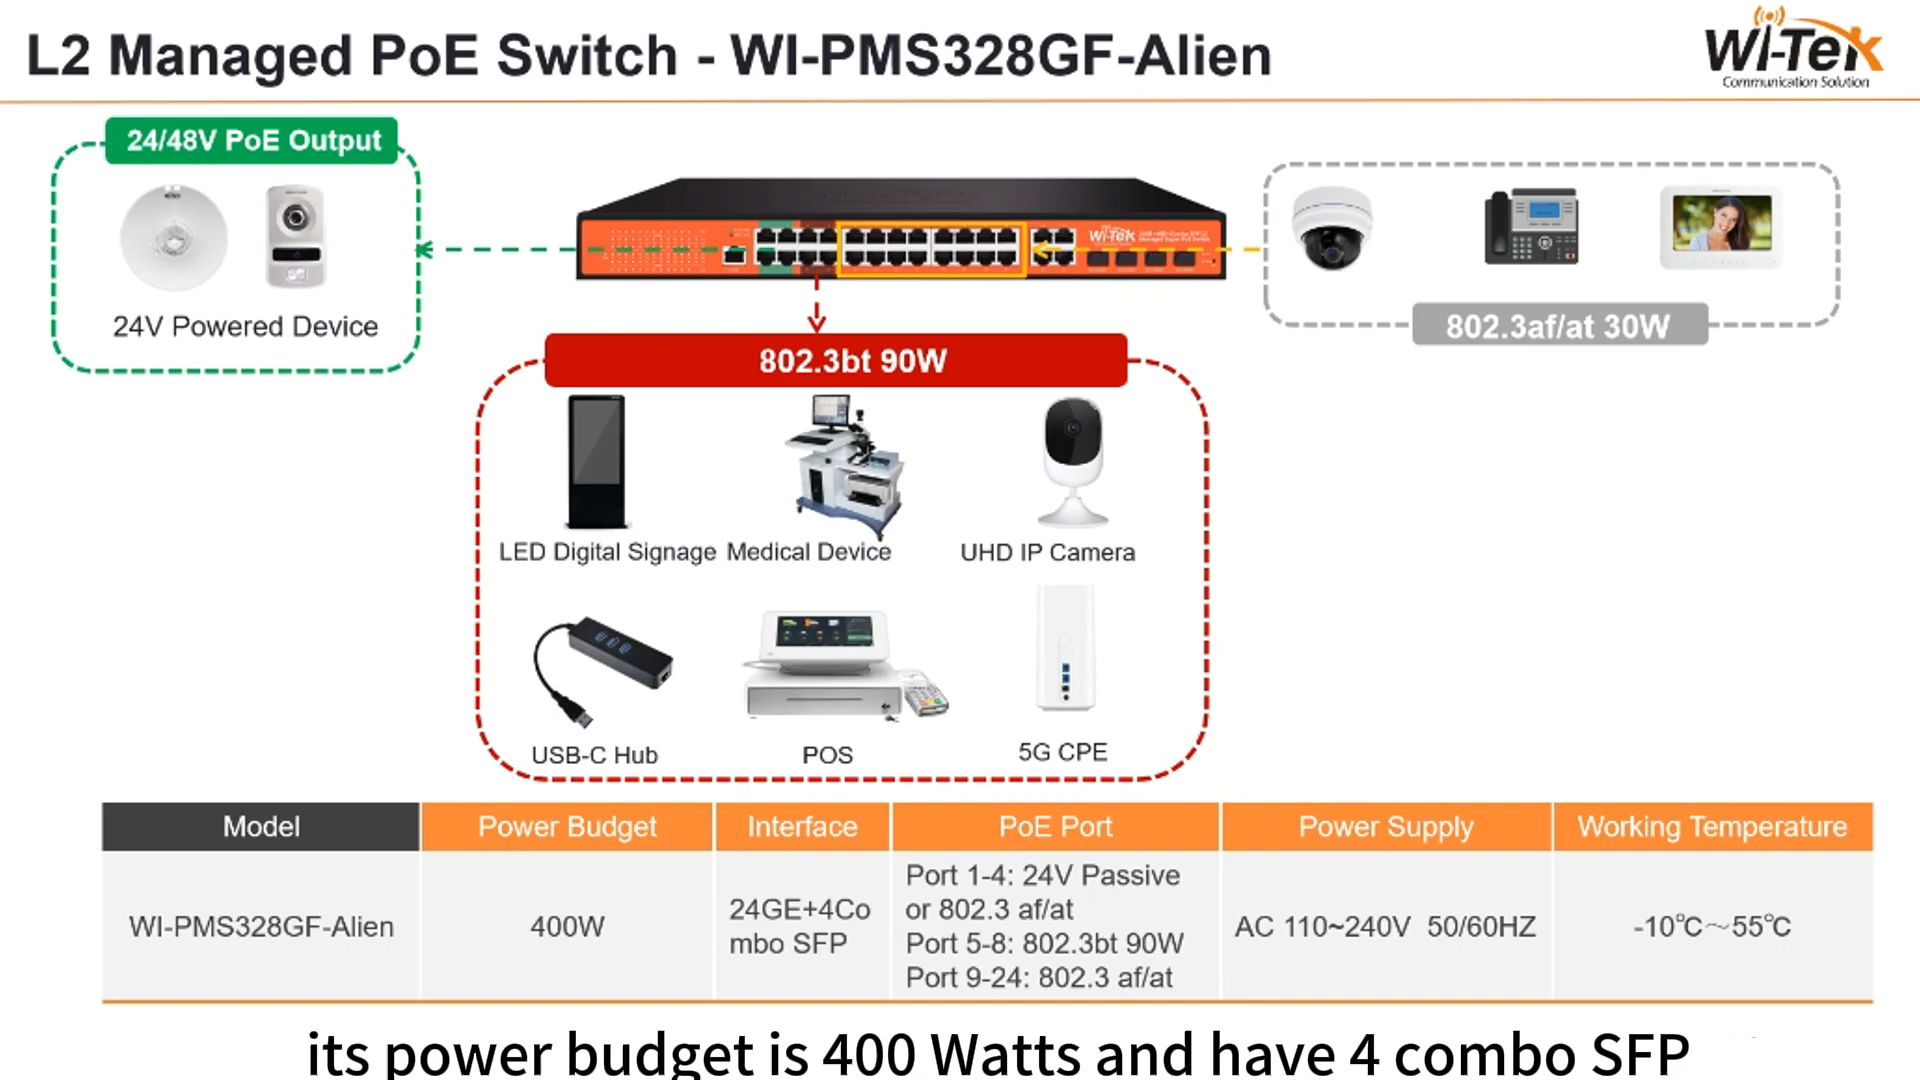 L2 Managed PoE Switch - WI-PMS328GF-Alien
Wi-Tek
Communication Solution
24/48V PoE Output
24V Powered Device
Wi-Tek
802.3af/at 30W
802.3bt 90W
LED Digital Signage
Medical Device
UHD IP Camera
USB-C Hub
POS
5G CPE
Model
Power Budget
Interface
PoE Port
Power Supply
Working Temperature
WI-PMS328GF-Alien
400W
24GE+4Co
mbo SFP
Port 1-4: 24V Passive
or 802.3 af/at
Port 5-8: 802.3bt 90W
Port 9-24: 802.3 af/at
AC 110~240V 50/60HZ
-10℃～55℃
its power budget is 400 Watts and have 4 combo SFP